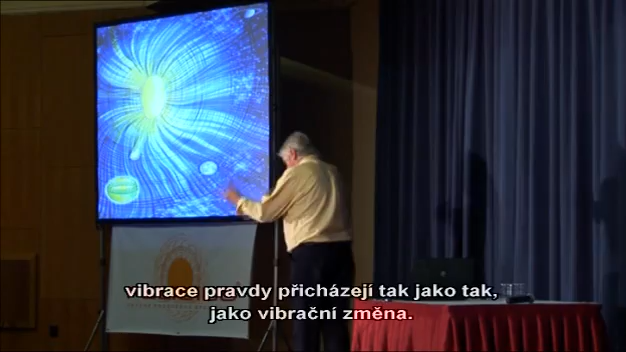 vibrace pravdy přicházejí tak jako tak,
jako vibrační změna.